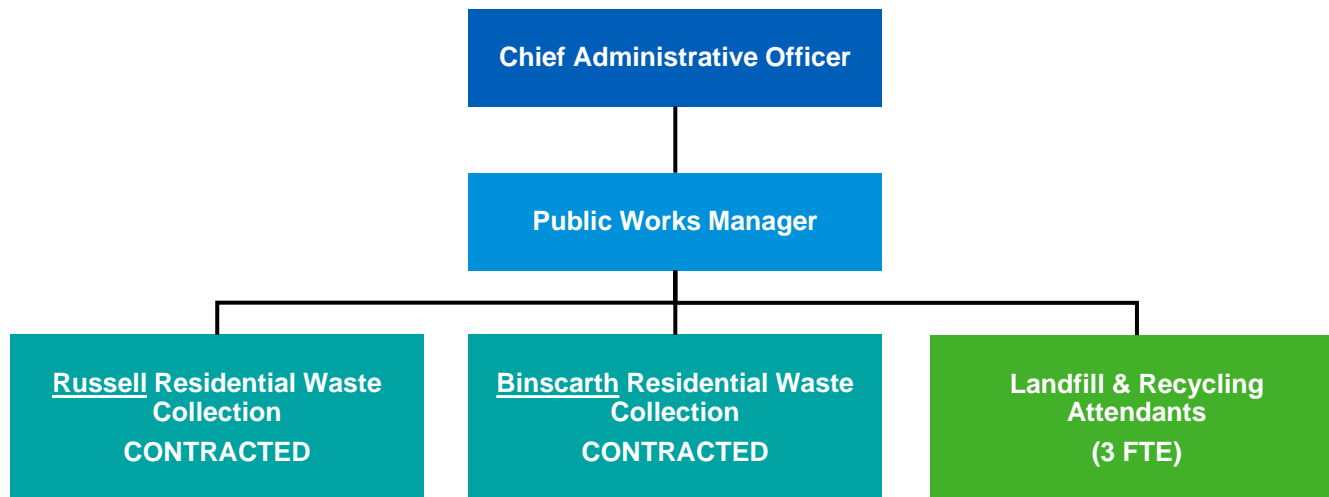 Chief Administrative Officer
Public Works Manager
Russell Residential Waste
Collection
CONTRACTED
Binscarth Residential Waste
Collection
CONTRACTED
Landfill & Recycling
Attendants
(3 FTE)